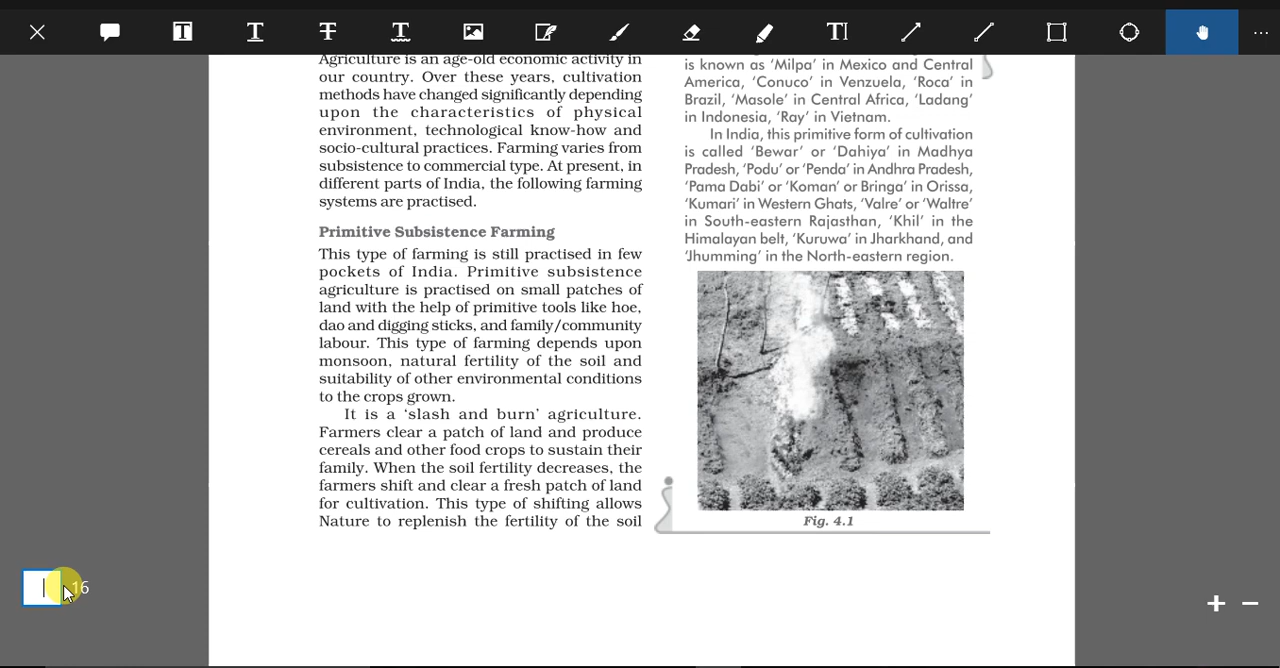 Agriculture is an age-old economic activity in
our country. Over these years, cultivation
methods have changed significantly depending
upon the characteristics of physical
environment, technological know-how and
socio-cultural practices. Farming varies from
subsistence to commercial type. At present, in
different parts of India, the following farming
systems are practised.
Primitive Subsistence Farming
This type of farming is still practised in few
pockets of India. Primitive subsistence
agriculture is practised on small patches of
land with the help of primitive tools like hoe,
dao and digging sticks, and family/community
labour. This type of farming depends upon
monsoon, natural fertility of the soil and
suitability of other environmental conditions
to the crops grown.
It is a ‘slash and burn’ agriculture.
Farmers clear a patch of land and produce
cereals and other food crops to sustain their
family. When the soil fertility decreases, the
farmers shift and clear a fresh patch of land
for cultivation. This type of shifting allows
Nature to replenish the fertility of the soil
is known as ‘Milpa’ in Mexico and Central
America, ‘Conuco’ in Venzuela, ‘Roca’ in
Brazil, ‘Masole’ in Central Africa, ‘Ladang’
in Indonesia, ‘Ray’ in Vietnam.
In India, this primitive form of cultivation
is called ‘Bewar’ or ‘Dahiya’ in Madhya
Pradesh, ‘Podu’ or ‘Penda’ in Andhra Pradesh,
‘Pama Dabi’ or ‘Koman’ or Bringa’ in Orissa,
‘Kumari’ in Western Ghats, ‘Valre’ or ‘Waltre’
in South-eastern Rajasthan, ‘Khil’ in the
Himalayan belt, ‘Kuruwa’ in Jharkhand, and
‘Jhumming’ in the North-eastern region.
Fig. 4.1
16